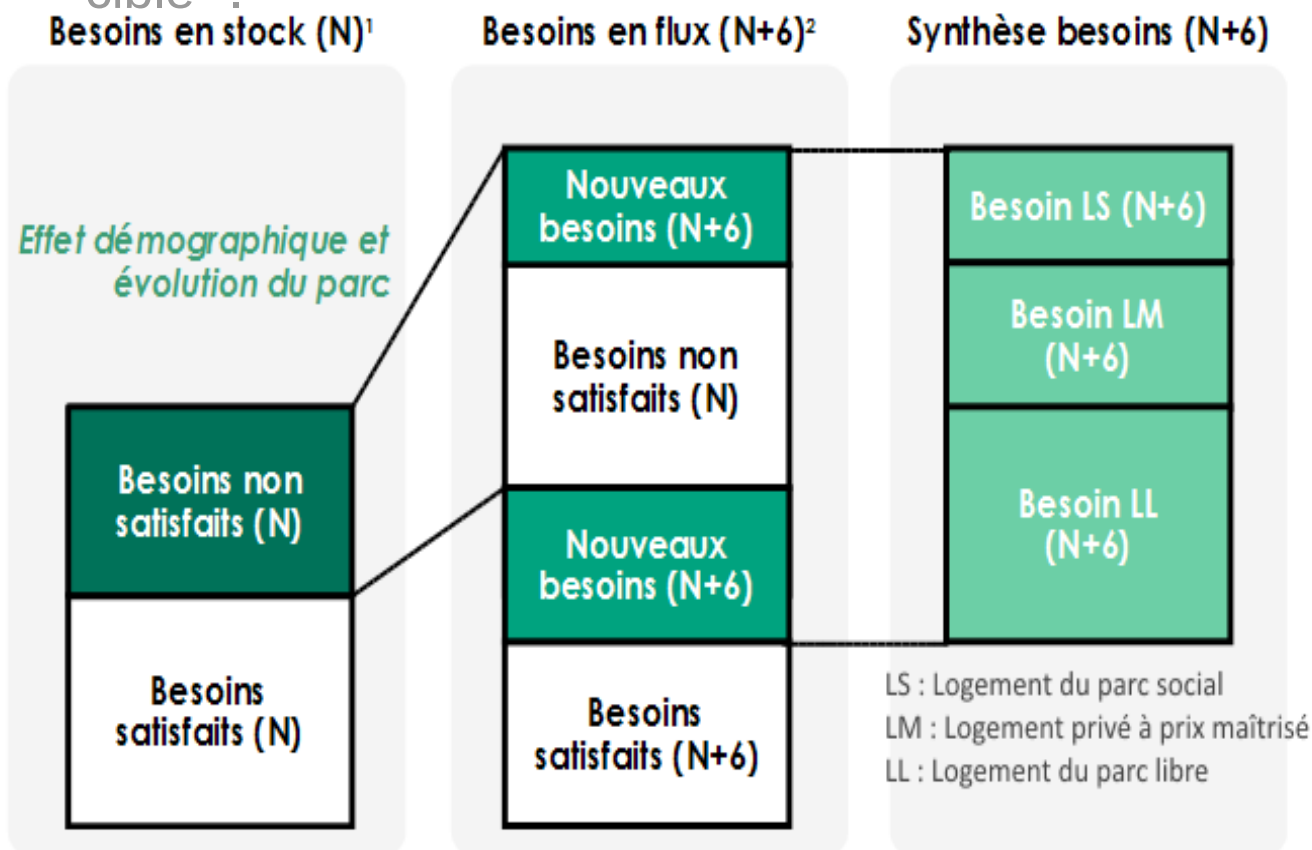 cible" :
Besoins en stock (N)¹
Besoins en flux (N+6)²
Synthèse besoins (N+6)
Effet démographique et
évolution du parc
Besoins non
satisfaits (N)
Besoins
satisfaits (N)
Nouveaux
besoins (N+6)
Besoins non
satisfaits (N)
Nouveaux
besoins (N+6)
Besoins
satisfaits (N+6)
Besoin LS (N+6)
Besoin LM
(N+6)
Besoin LL
(N+6)
LS : Logement du parc social
LM : Logement privé à prix maîtrisé
LL : Logement du parc libre